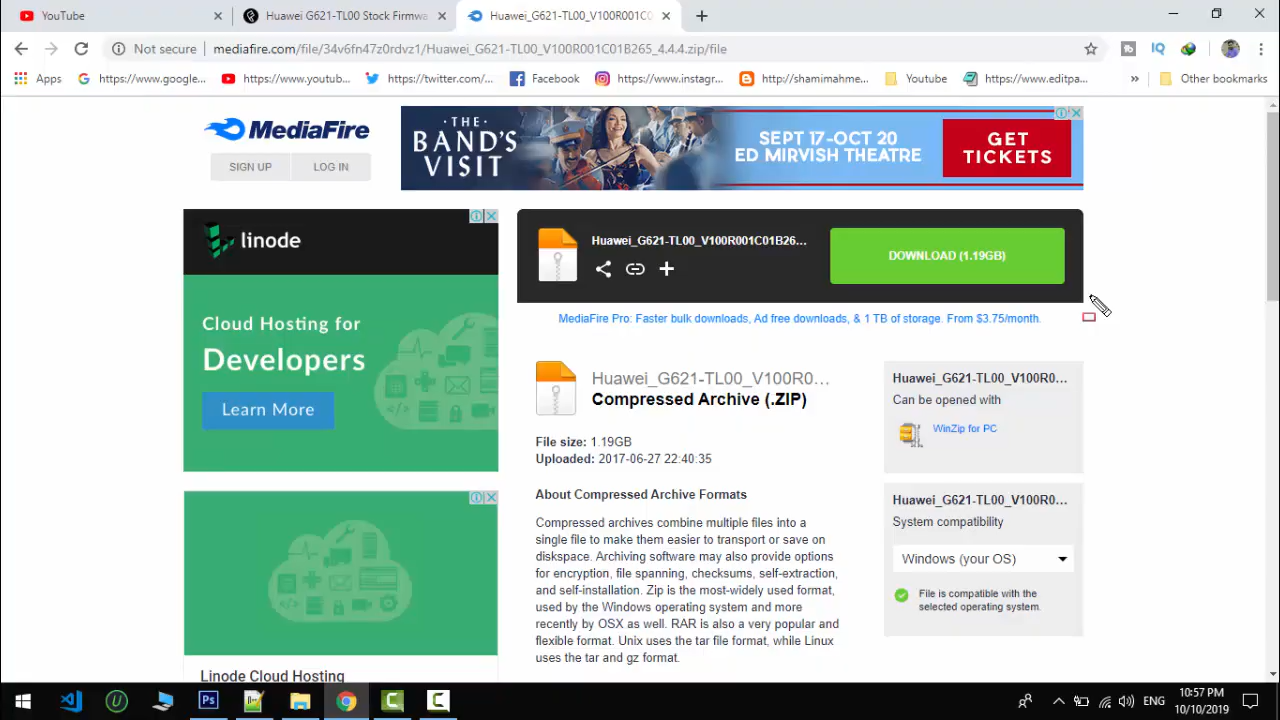 YouTube
Huawei G621-TL00 Stock Firmwa
Huawei_G621-TL00_V100R001C0
Not secure
mediafire.com/file/34v6fn47z0rdvz1/Huawei_G621-TL00_V100R001C01B265_4.4.4.zip/file
Apps
https://www.google...
https://www.youtub...
https://twitter.com/...
Facebook
https://www.instagr...
http://shamimahme...
Youtube
https://www.editpa...
Other bookmarks
MediaFire
SIGN UP
LOG IN
·THE·
BAND'S
VISIT
SEPT 17-OCT 20
ED MIRVISH THEATRE
GET
TICKETS
linode
Cloud Hosting for
Developers
Learn More
Huawei_G621-TL00_V100R001C01B26...
DOWNLOAD (1.19GB)
MediaFire Pro: Faster bulk downloads, Ad free downloads, & 1 TB of storage. From $3.75/month.
Huawei_G621-TL00_V100R0...
Compressed Archive (.ZIP)
File size: 1.19GB
Uploaded: 2017-06-27 22:40:35
About Compressed Archive Formats
Compressed archives combine multiple files into a
single file to make them easier to transport or save on
diskspace. Archiving software may also provide options
for encryption, file spanning, checksums, self-extraction,
and self-installation. Zip is the most-widely used format,
used by the Windows operating system and more
recently by OSX as well. RAR is also a very popular and
flexible format. Unix uses the tar file format, while Linux
uses the tar and gz format.
Huawei_G621-TL00_V100R0...
Can be opened with
WinZip for PC
Huawei_G621-TL00_V100R0...
System compatibility
Windows (your OS)
File is compatible with the
selected operating system.
Linode Cloud Hosting
ENG
10:57 PM
10/10/2019